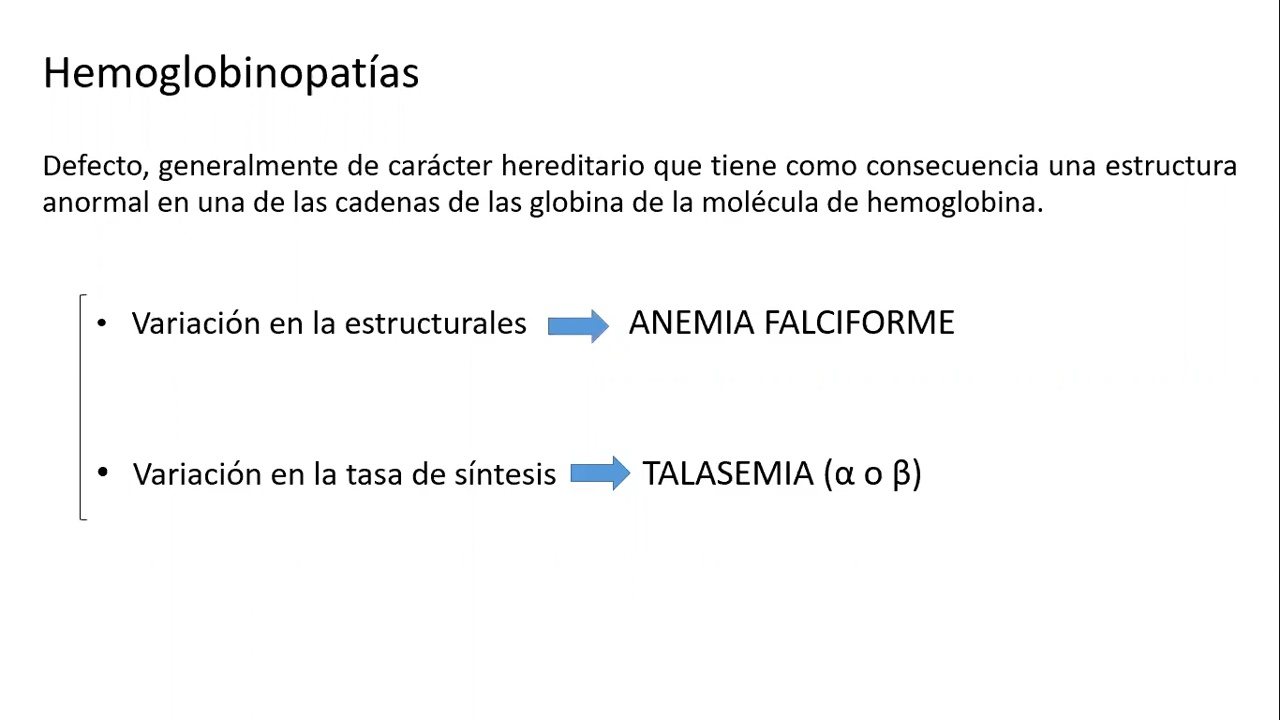 Hemoglobinopatías
Defecto, generalmente de carácter hereditario que tiene como consecuencia una estructura
anormal en una de las cadenas de las globina de la molécula de hemoglobina.
• Variación en la estructurales ANEMIA FALCIFORME
• Variación en la tasa de síntesis TALASEMIA (α o β)